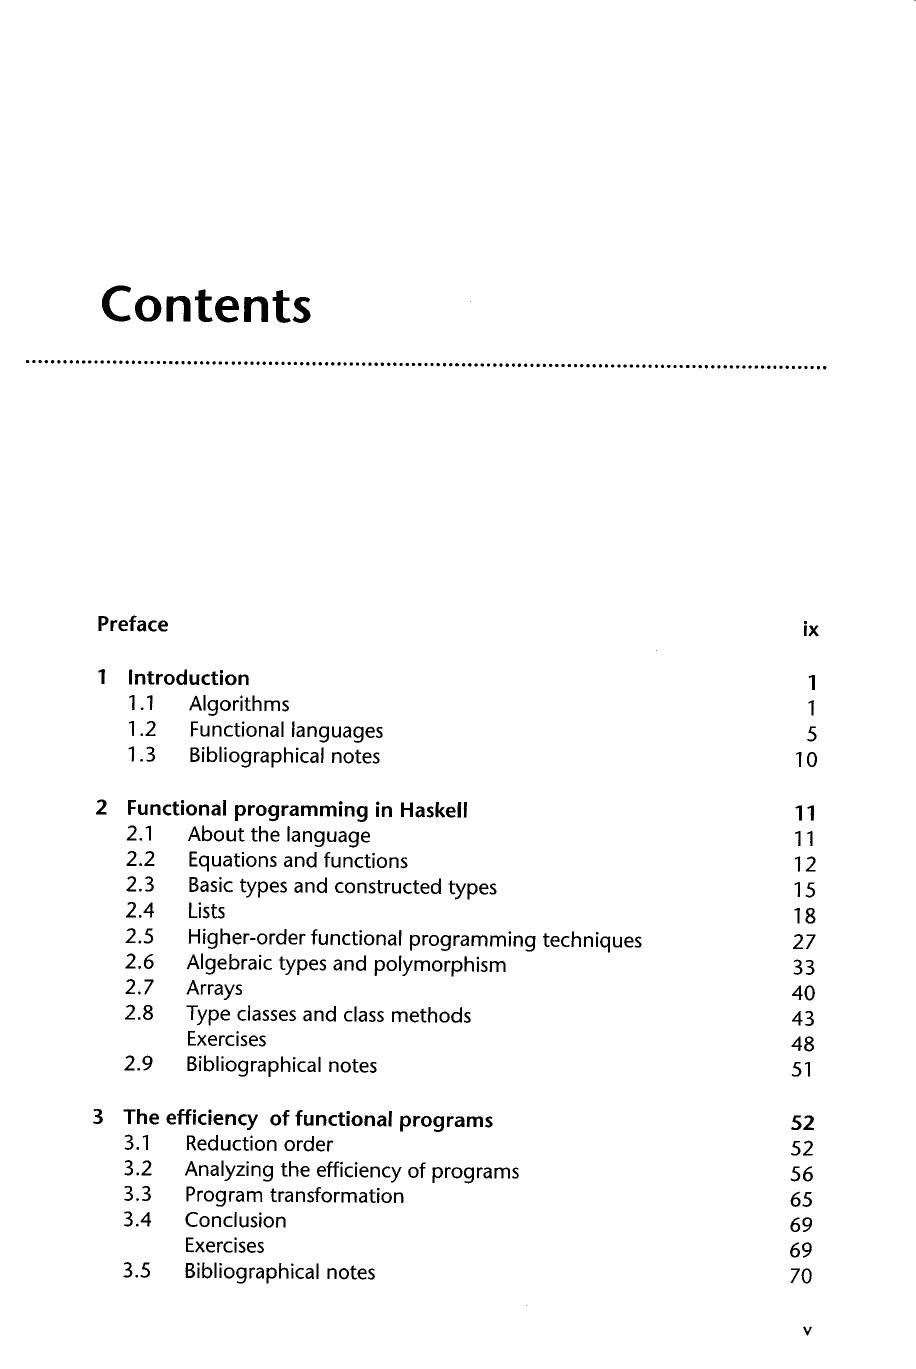 Contents
Preface ix
1 Introduction 1
1.1 Algorithms 1
1.2 Functional languages 5
1.3 Bibliographical notes 10
2 Functional programming in Haskell 11
2.1 About the language 11
2.2 Equations and functions 12
2.3 Basic types and constructed types 15
2.4 Lists 18
2.5 Higher-order functional programming techniques 27
2.6 Algebraic types and polymorphism 33
2.7 Arrays 40
2.8 Type classes and class methods 43
Exercises 48
2.9 Bibliographical notes 51
3 The efficiency of functional programs 52
3.1 Reduction order 52
3.2 Analyzing the efficiency of programs 56
3.3 Program transformation 65
3.4 Conclusion 69
Exercises 69
3.5 Bibliographical notes 70
v